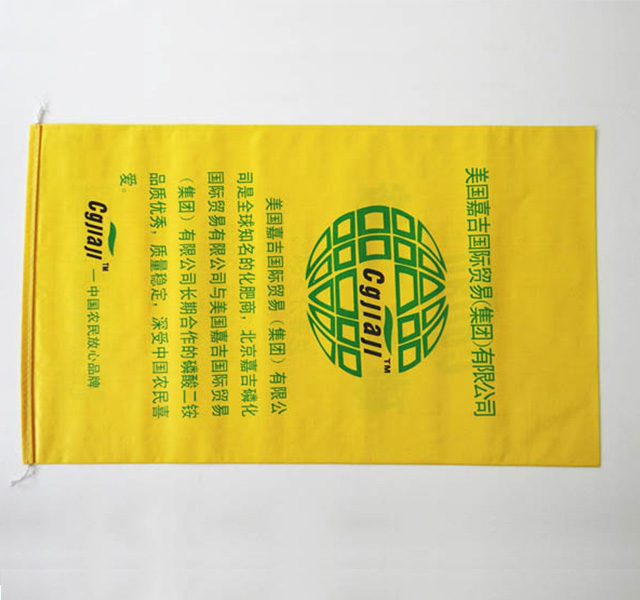 美国嘉吉国际贸易(集团)有限公司
Cgjiaji™
美国嘉吉国际贸易（集团）有限公
司是全球知名的化肥商，北京嘉吉磷化
国际贸易有限公司与美国嘉吉国际贸易
（集团）有限公司长期合作的磷酸二铵
品质优秀，质量稳定，深受中国农民喜
爱。
Cgjiaji™ —中国农民放心品牌